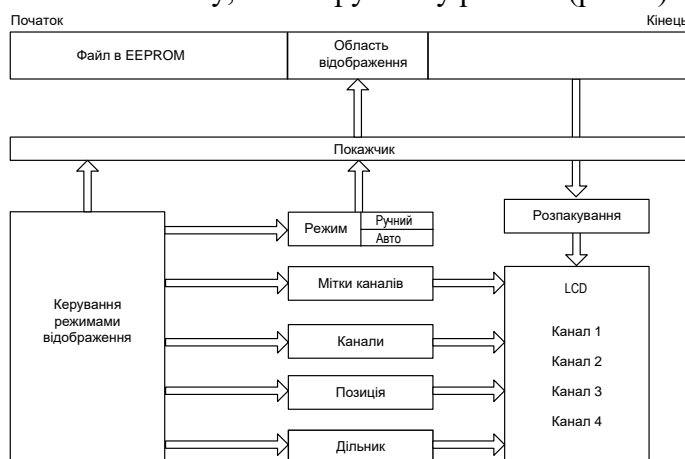 Початок
Кінець
Файл в EEPROM
Область
відображення
Покажчик
Режим
Ручний
Авто
Розпакування
Керування
режимами
відображення
Мітки каналів
Канали
Позиція
Дільник
LCD
Канал 1
Канал 2
Канал 3
Канал 4